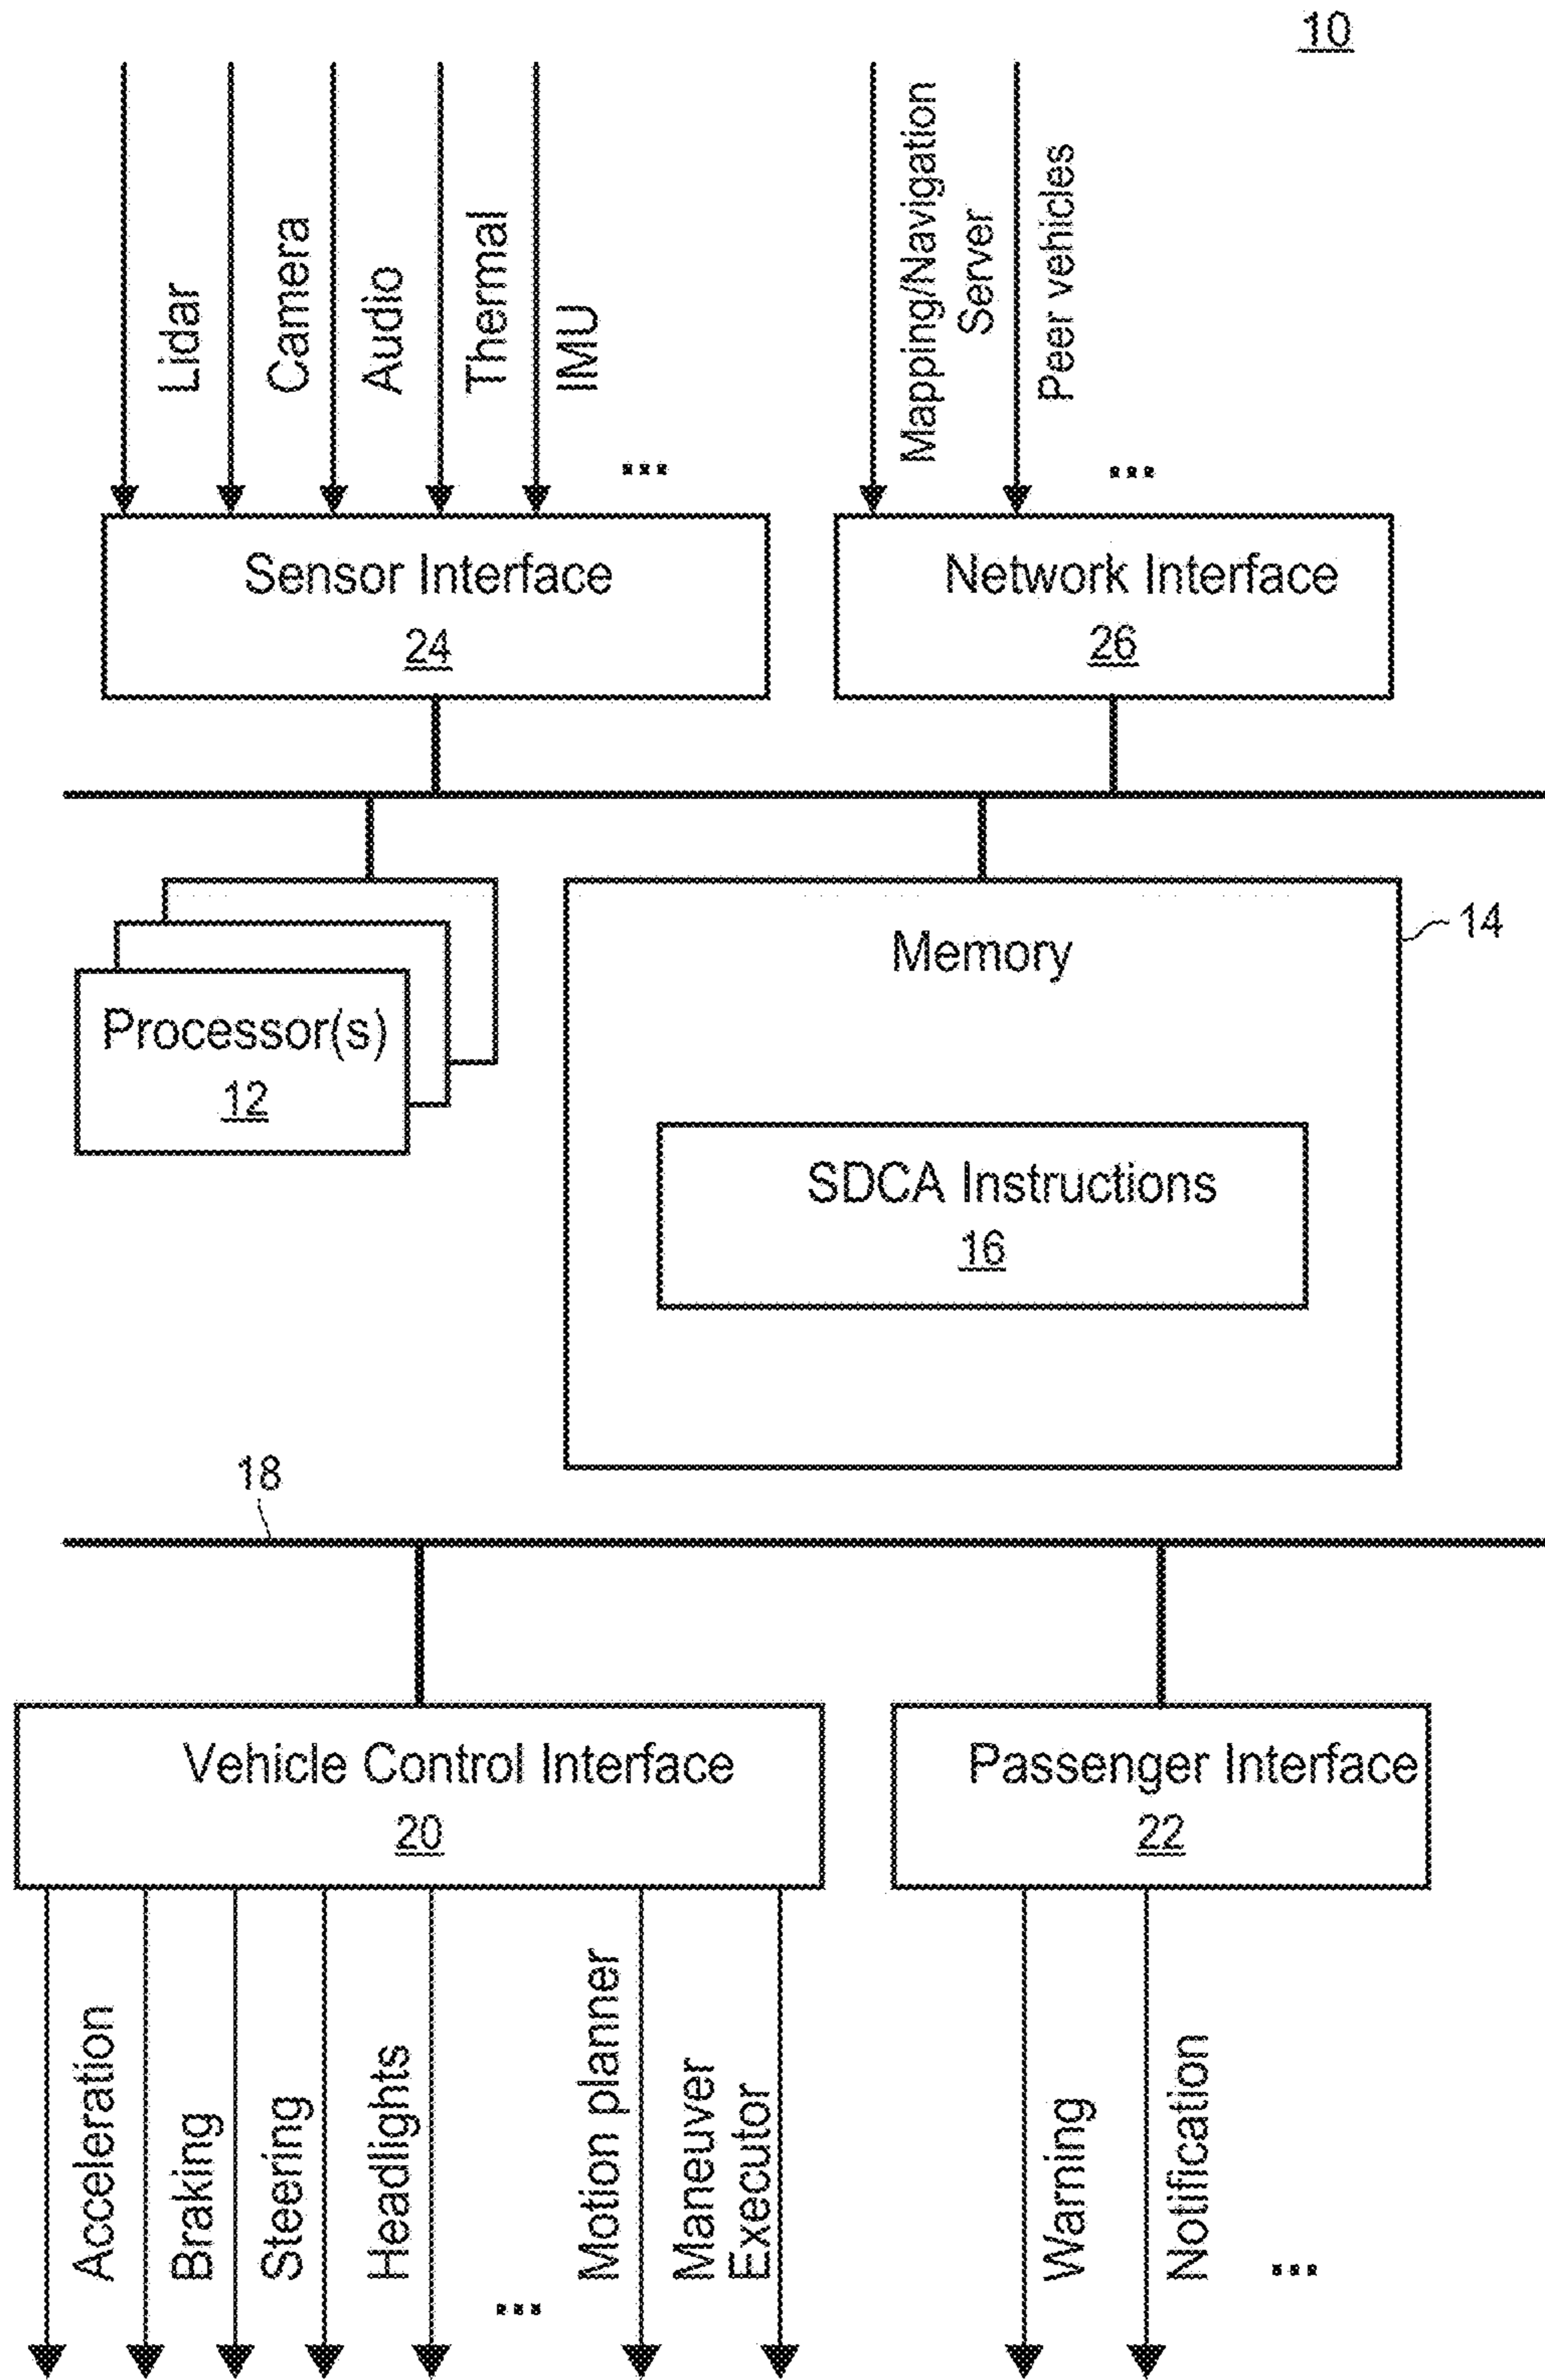 10
Lidar
Camera
Audio
Thermal
IMU
...
Mapping/Navigation
Server
Peer vehicles
...
Sensor Interface
24
Network Interface
26
Processor(s)
12
Memory
14
SDCA Instructions
16
18
Vehicle Control Interface
20
Passenger Interface
22
Acceleration
Braking
Steering
Headlights
...
Motion planner
Maneuver
Executor
Warning
Notification
...